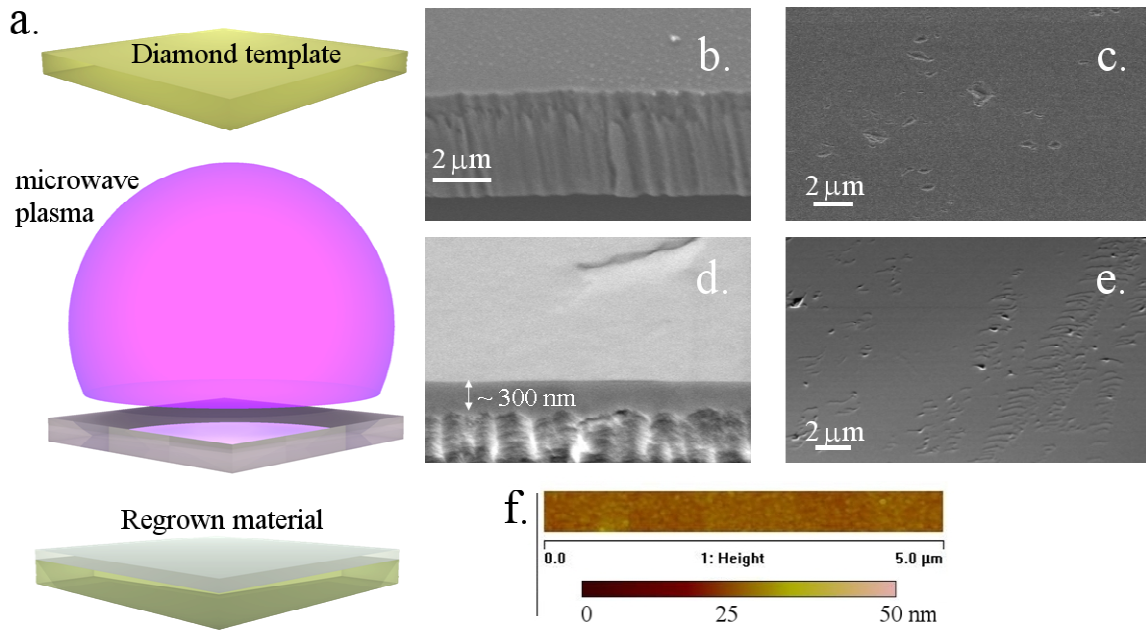 a.
Diamond template
microwave
plasma
Regrown material
b.
2 μm
c.
2 μm
d.
~ 300 nm
e.
2 μm
f.
0.0
1: Height
5.0 μm
0
25
50 nm